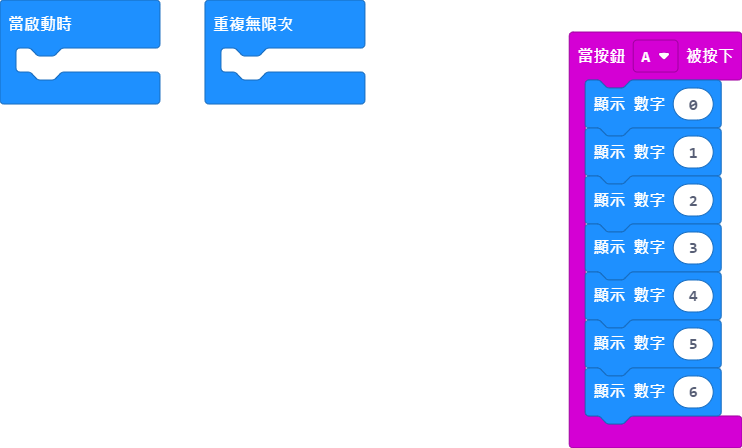 當啟動時
重複無限次
當按鈕 A 被按下
顯示 數字 0
顯示 數字 1
顯示 數字 2
顯示 數字 3
顯示 數字 4
顯示 數字 5
顯示 數字 6